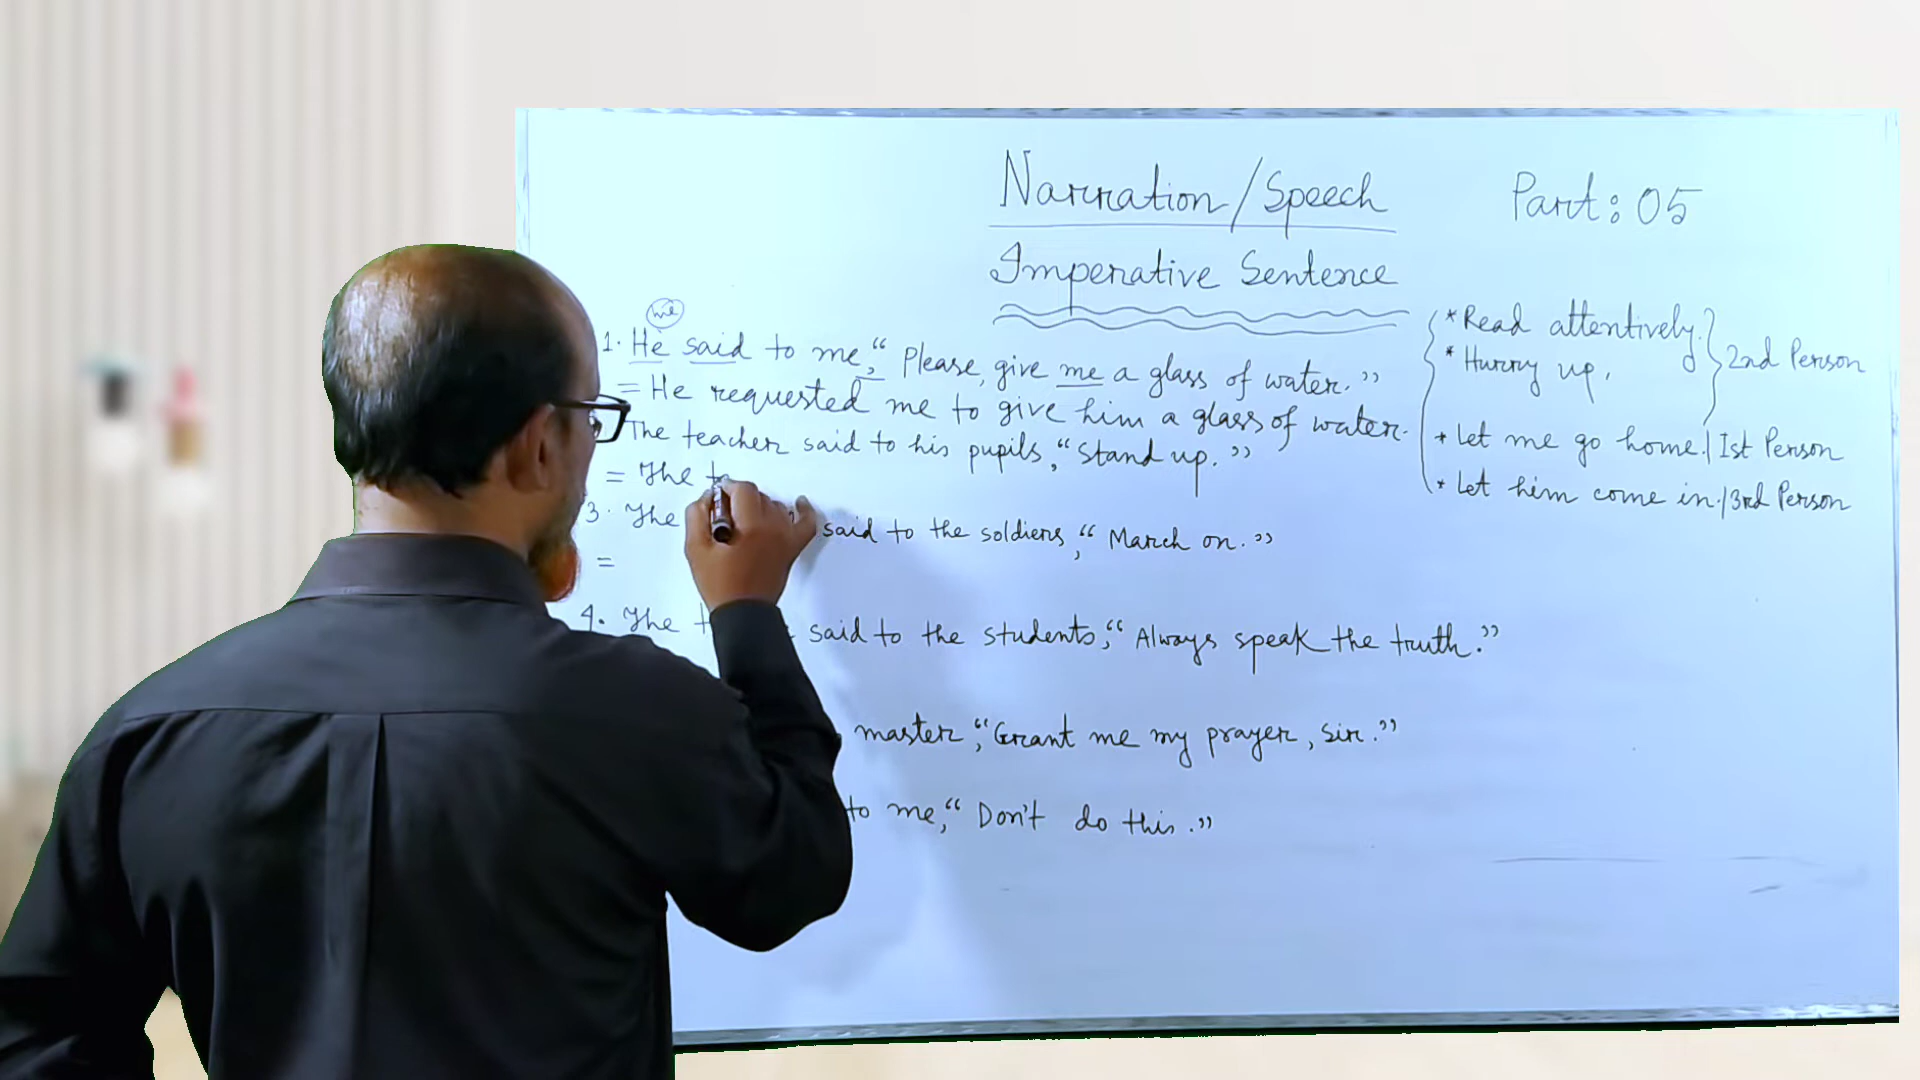 Narration/Speech
Part: 05
Imperative Sentence
me
1. He said to me, “Please, give me a glass of water.”
= He requested me to give him a glass of water.
The teacher said to his pupils, “Stand up.”
= The
3. The said to the soldiers, “March on.”
=
4. The said to the students, “Always speak the truth.”
master, “Grant me my prayer, sir.”
to me, “Don't do this.”
* Read attentively.
* Hurry up.
2nd Person
* Let me go home. 1st Person
* Let him come in. 3rd Person